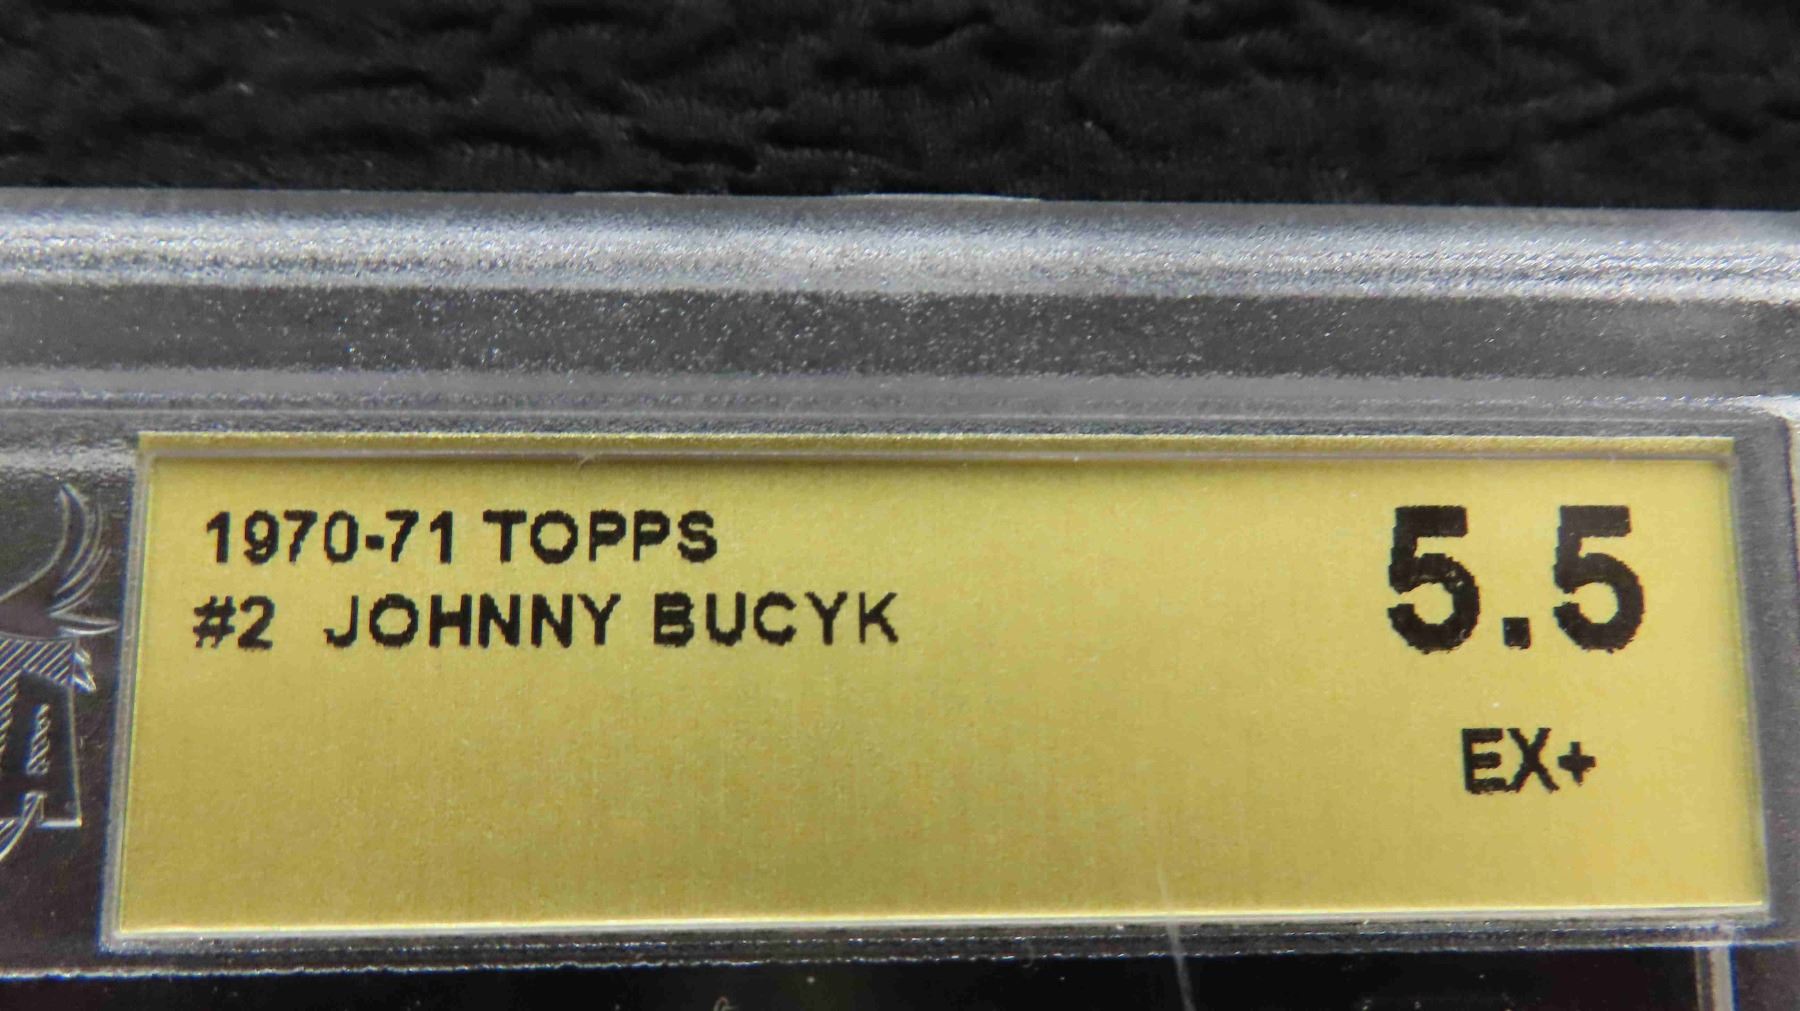 1970-71 TOPPS
#2 JOHNNY BUCYK
5.5
EX+